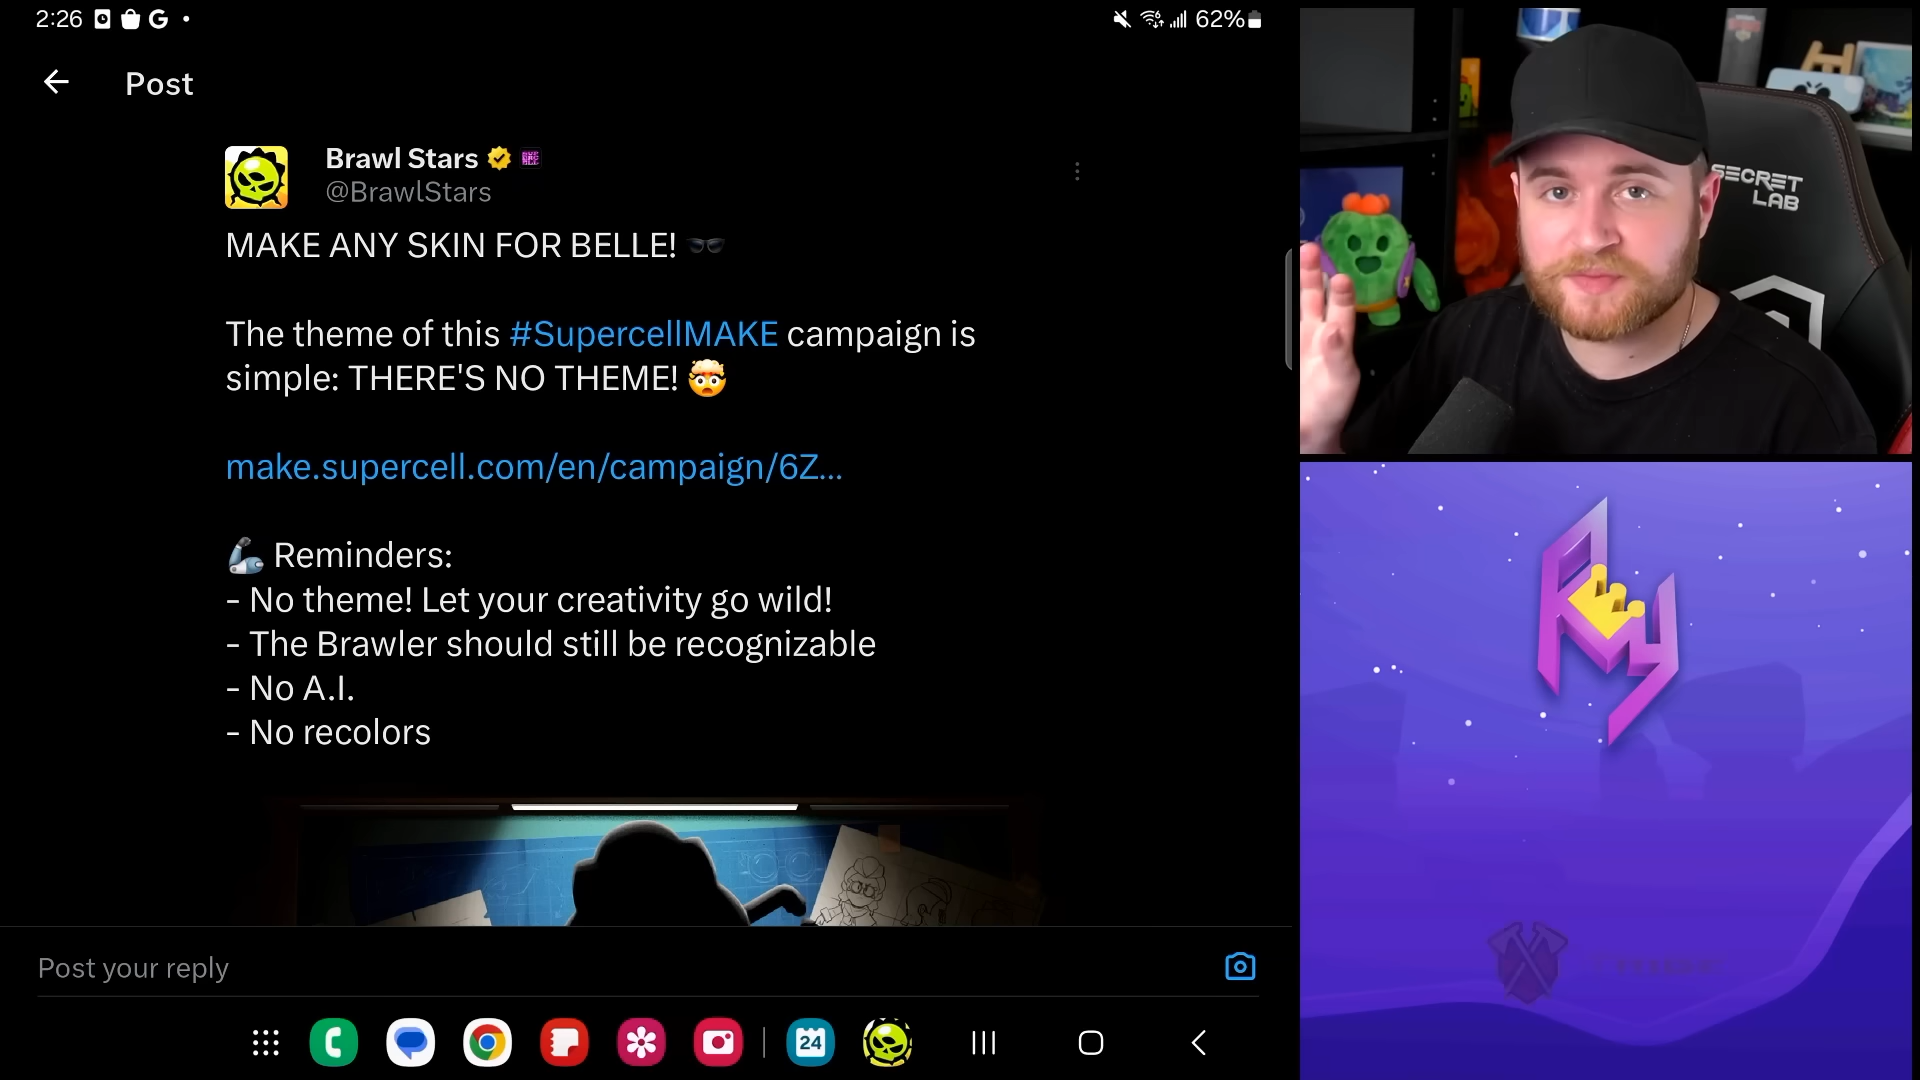 2:26
62%
Post
Brawl Stars
@BrawlStars
MAKE ANY SKIN FOR BELLE!
The theme of this #SupercellMAKE campaign is
simple: THERE'S NO THEME!
make.supercell.com/en/campaign/6Z...
Reminders:
- No theme! Let your creativity go wild!
- The Brawler should still be recognizable
- No A.I.
- No recolors
Post your reply
24
SECRET
LAB